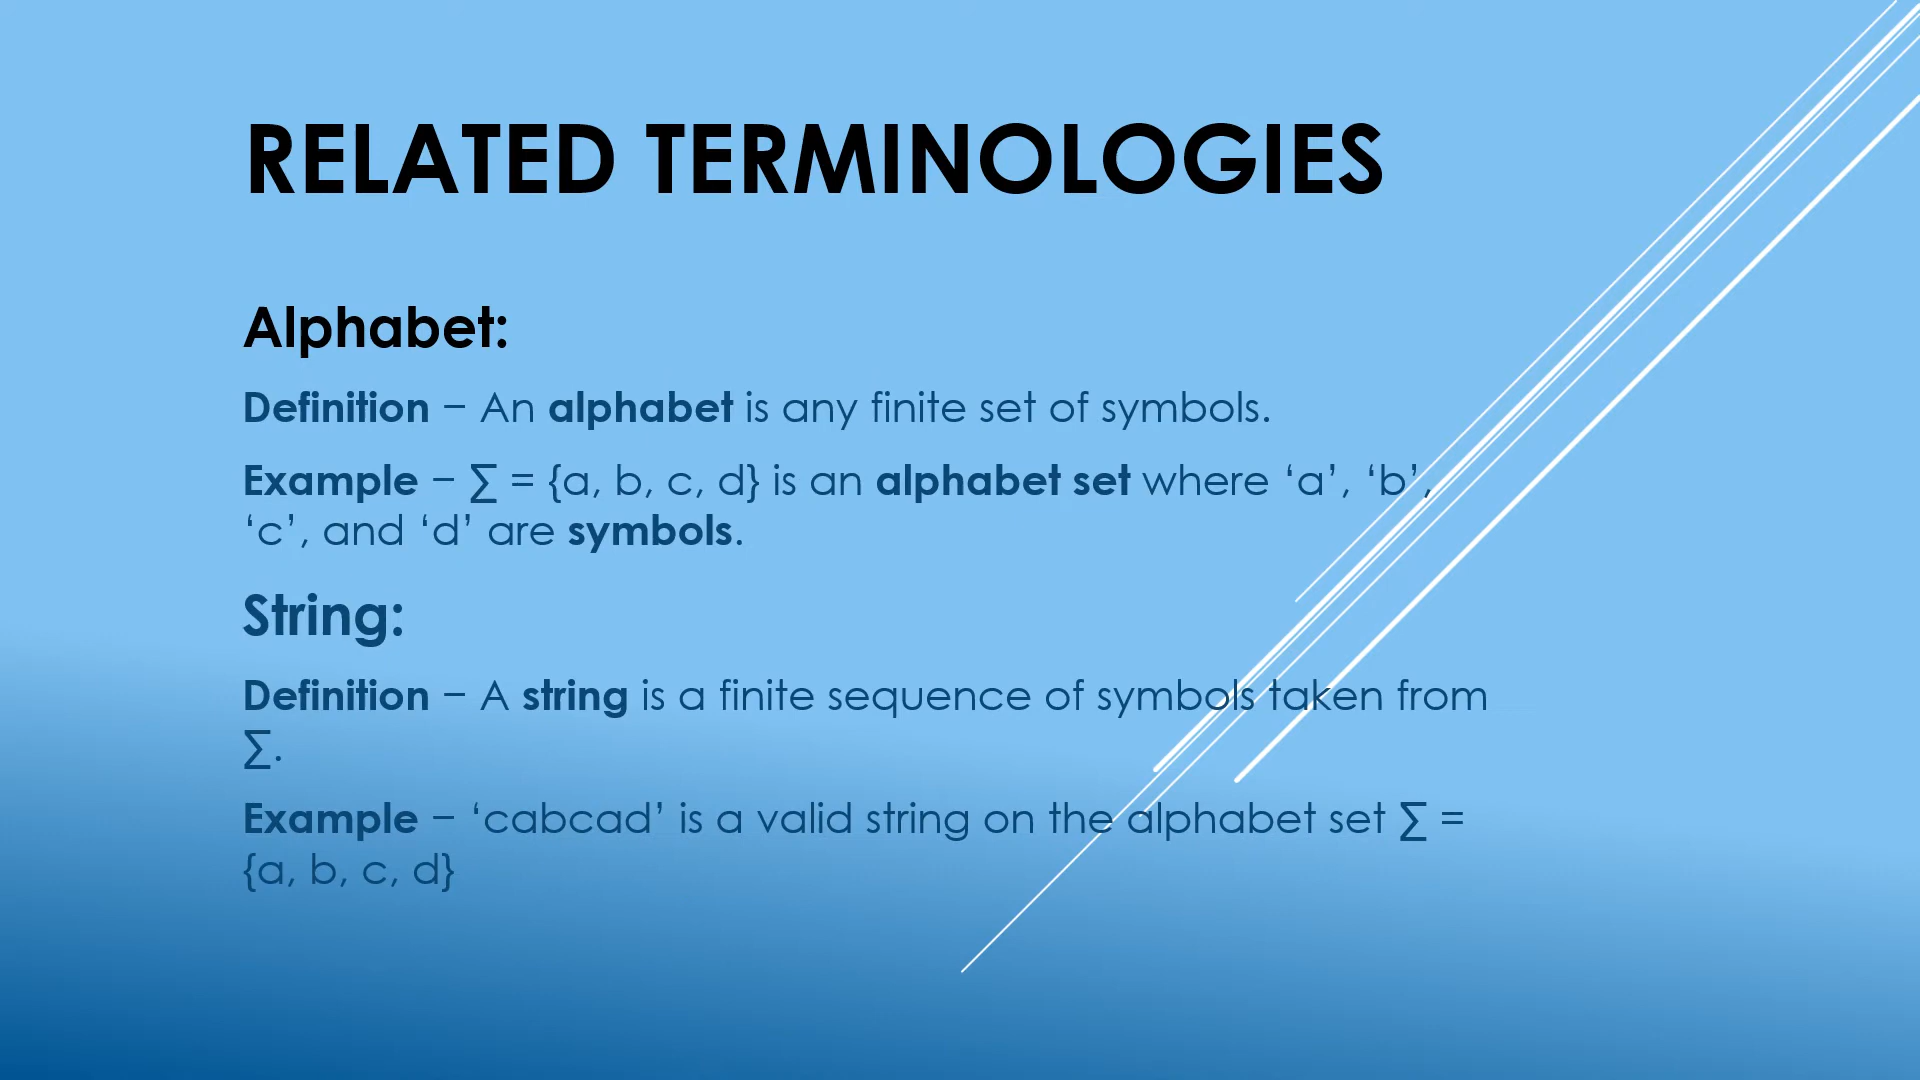 RELATED TERMINOLOGIES
Alphabet:
Definition − An alphabet is any finite set of symbols.
Example − ∑ = {a, b, c, d} is an alphabet set where ‘a’, ‘b’,
‘c’, and ‘d’ are symbols.
String:
Definition − A string is a finite sequence of symbols taken from
∑.
Example − ‘cabcad’ is a valid string on the alphabet set ∑ =
{a, b, c, d}